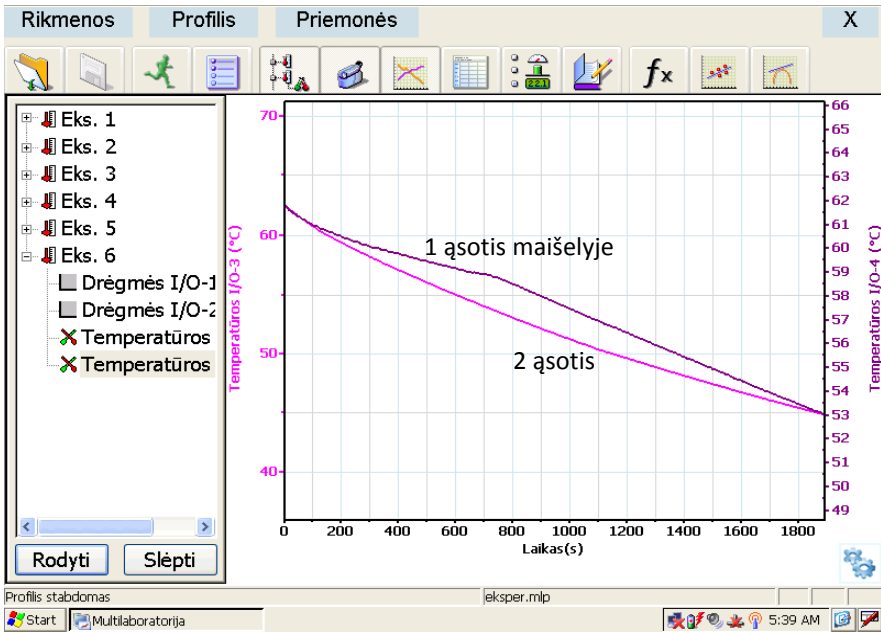 Rikmenos Profilis Priemonės X
fx
Eks. 1
Eks. 2
Eks. 3
Eks. 4
Eks. 5
Eks. 6
Drėgmės I/O-1
Drėgmės I/O-2
Temperatūros
Temperatūros
Rodyti Slėpti
Temperatūros I/O-3 (°C)
70
60
50
40
1 ąsotis maišelyje
2 ąsotis
66
65
64
63
62
61
60
59
58
57
56
55
54
53
52
51
50
49
Temperatūros I/O-4 (°C)
0 200 400 600 800 1000 1200 1400 1600 1800
Laikas(s)
Profilis stabdomas eksper.mlp
Start Multilaboratorija 5:39 AM